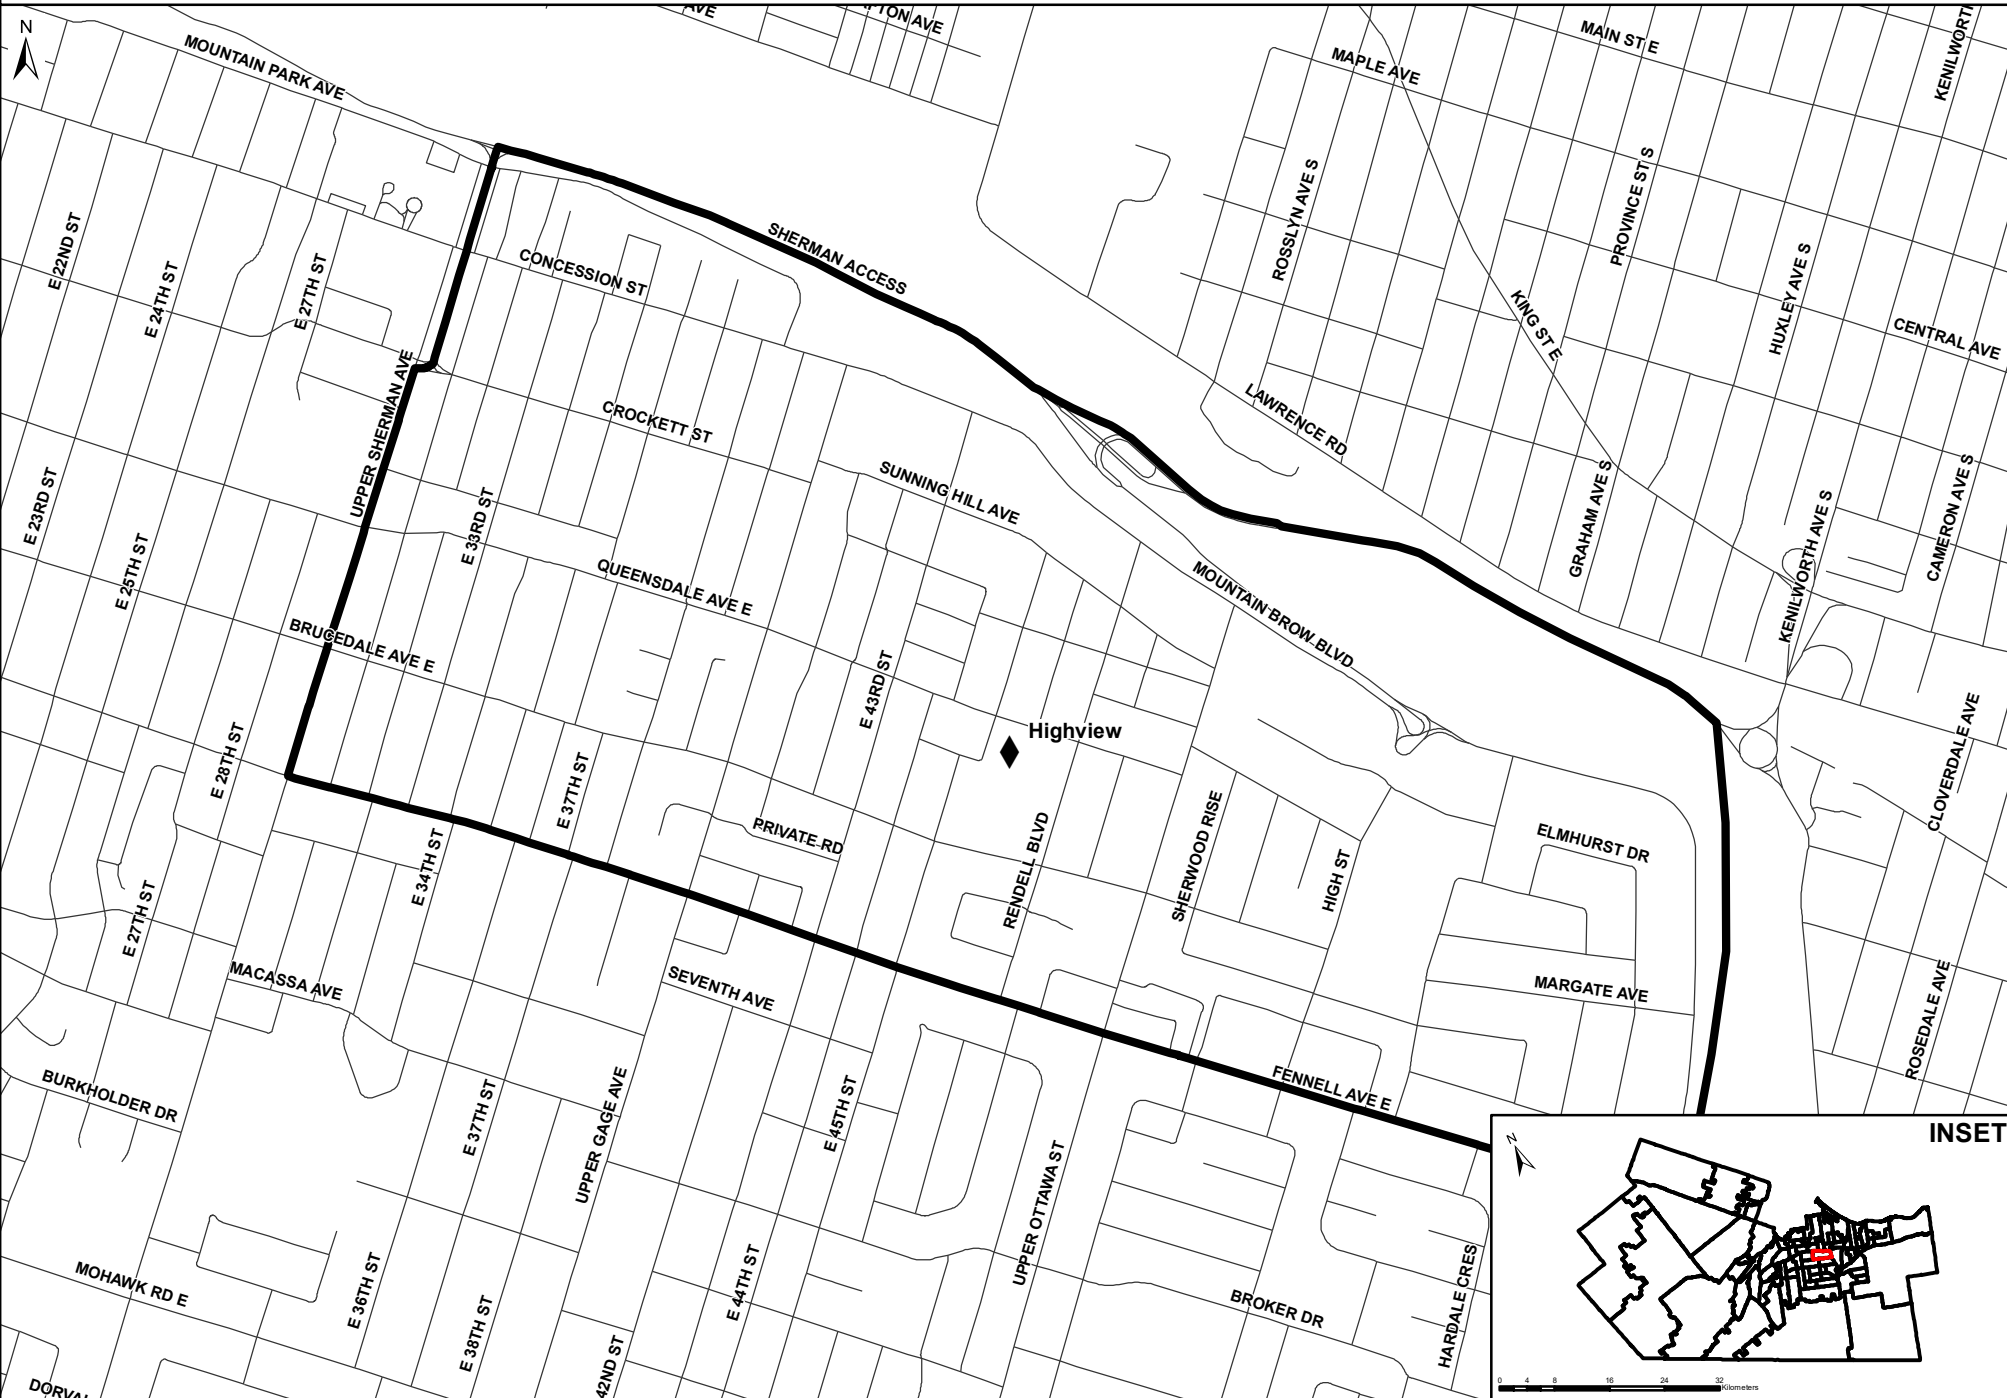 N
MOUNTAIN PARK AVE
AVE
MAIN ST E
MAPLE AVE
E 22ND ST
E 24TH ST
E 27TH ST
CONCESSION ST
SHERMAN ACCESS
ROSSLYN AVE S
PROVINCE ST S
HUXLEY AVE S
KING ST E
CENTRAL AVE
UPPER SHERMAN AVE
CROCKETT ST
LAWRENCE RD
SUNNING HILL AVE
GRAHAM AVE S
CAMERON AVE S
E 23RD ST
E 25TH ST
E 33RD ST
QUEENSDALE AVE E
KENILWORTH AVE S
MOUNTAIN BROW BLVD
BRUCEDALE AVE E
E 43RD ST
Highview
E 28TH ST
E 37TH ST
CLOVERDALE AVE
PRIVATE RD
RENDELL BLVD
SHERWOOD RISE
HIGH ST
ELMHURST DR
E 34TH ST
E 27TH ST
MACASSA AVE
SEVENTH AVE
MARGATE AVE
ROSEDALE AVE
BURKHOLDER DR
E 37TH ST
UPPER GAGE AVE
E 45TH ST
FENNELL AVE E
UPPER OTTAWA ST
MOHAWK RD E
E 36TH ST
E 38TH ST
E 44TH ST
42ND ST
BROKER DR
HARDALE CRES
INSET
N
0 4 8 16 24 32
Kilometers